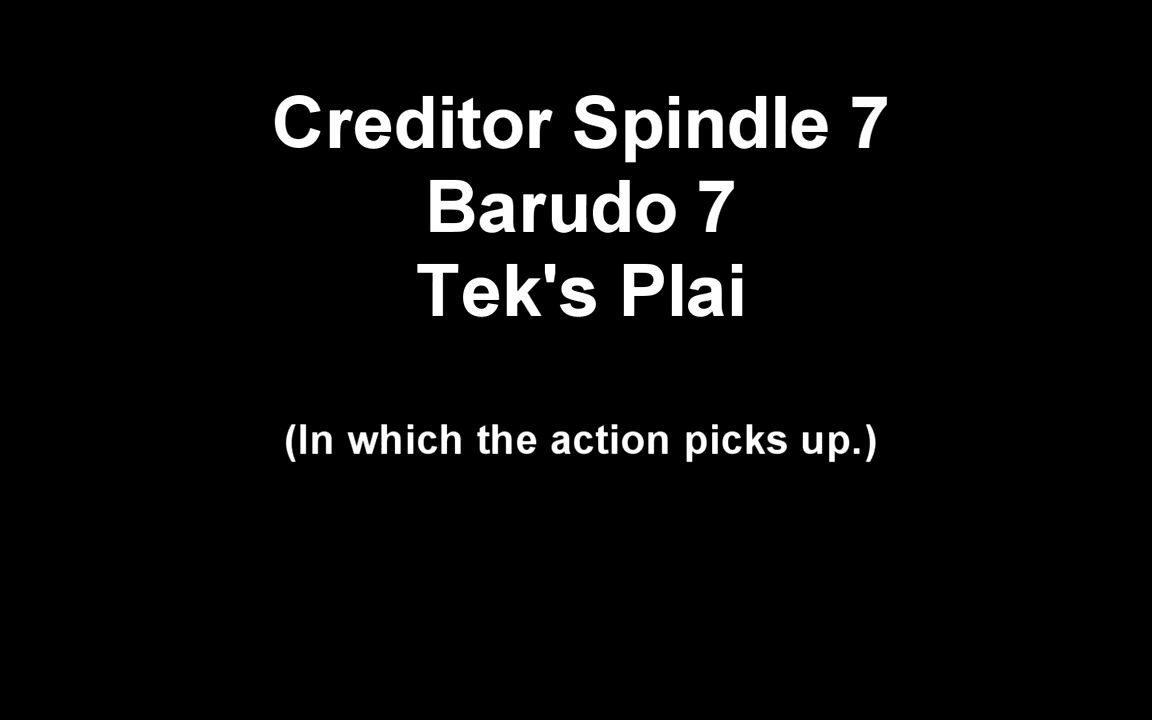 Creditor Spindle 7
Barudo 7
Tek's Plai
(In which the action picks up.)